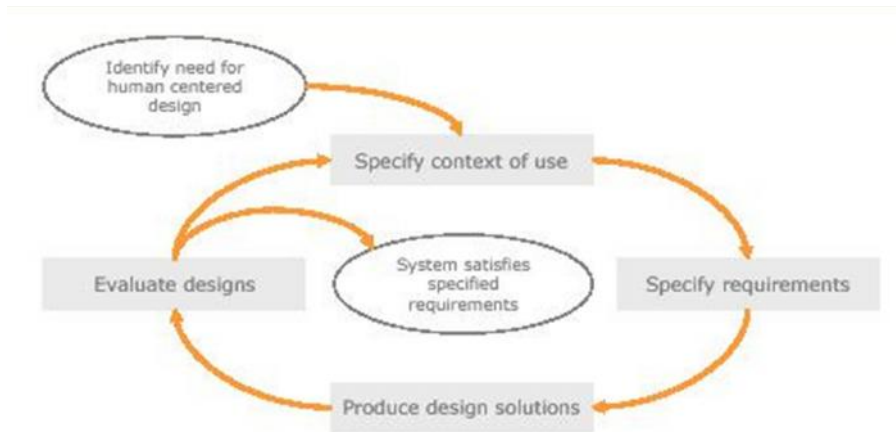 Identify need for
human centered
design
Specify context of use
Evaluate designs
System satisfies
specified
requirements
Specify requirements
Produce design solutions